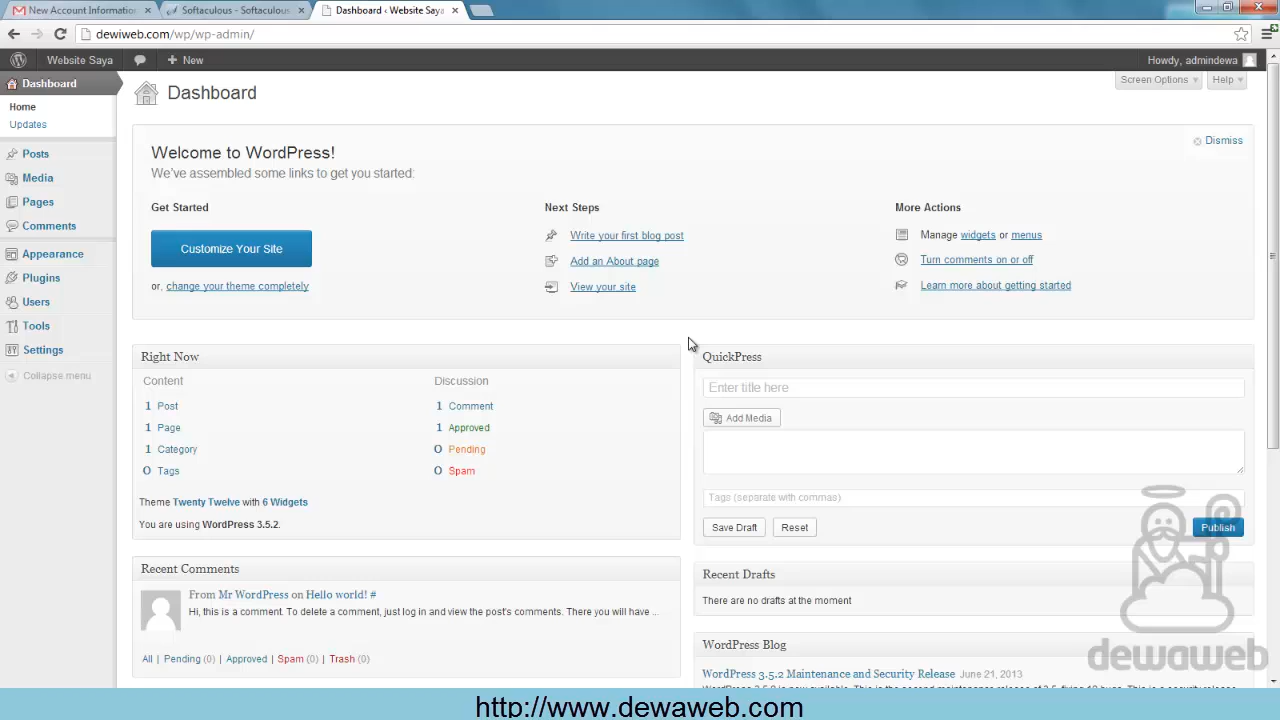 New Account Information
Softaculous - Softaculous
Dashboard ‹ Website Saya
dewiweb.com/wp/wp-admin/
Website Saya
New
Howdy, admindewa
Dashboard
Home
Updates
Posts
Media
Pages
Comments
Appearance
Plugins
Users
Tools
Settings
Collapse menu
Dashboard
Screen Options
Help
Welcome to WordPress!
We've assembled some links to get you started:
Dismiss
Get Started
Customize Your Site
or, change your theme completely
Next Steps
Write your first blog post
Add an About page
View your site
More Actions
Manage widgets or menus
Turn comments on or off
Learn more about getting started
Right Now
Content
1 Post
1 Page
1 Category
0 Tags
Discussion
1 Comment
1 Approved
0 Pending
0 Spam
Theme Twenty Twelve with 6 Widgets
You are using WordPress 3.5.2.
Recent Comments
From Mr WordPress on Hello world! #
Hi, this is a comment. To delete a comment, just log in and view the post's comments. There you will have ...
All | Pending (0) | Approved | Spam (0) | Trash (0)
QuickPress
Enter title here
Add Media
Tags (separate with commas)
Save Draft
Reset
Publish
Recent Drafts
There are no drafts at the moment
WordPress Blog
WordPress 3.5.2 Maintenance and Security Release June 21, 2013
dewaweb
http://www.dewaweb.com